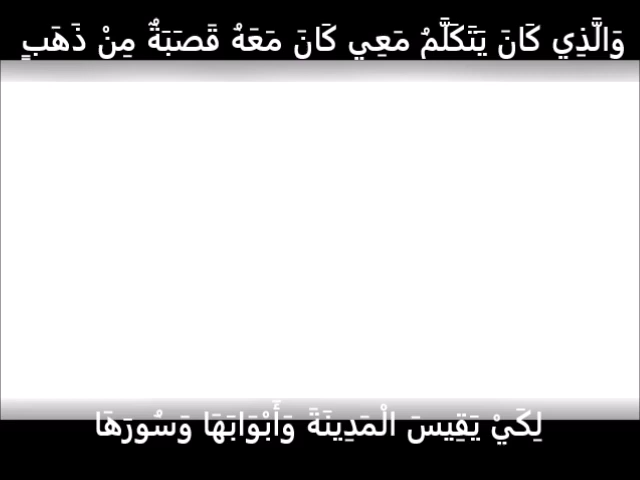 وَالَّذِي كَانَ يَتَكَلَّمُ مَعِي كَانَ مَعَهُ قَصَبَةٌ مِنْ ذَهَبٍ
لِكَيْ يَقِيسَ الْمَدِينَةَ وَأَبْوَابَهَا وَسُورَهَا